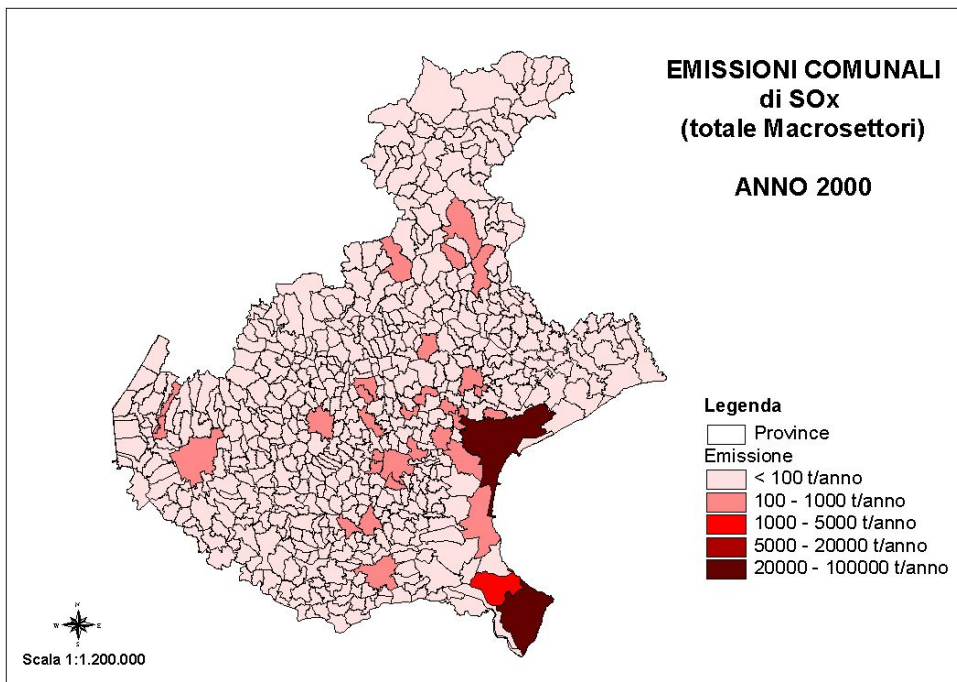 EMISSIONI COMUNALI
di SOx
(totale Macrosettori)
ANNO 2000
Legenda
Province
Emissione
< 100 t/anno
100 - 1000 t/anno
1000 - 5000 t/anno
5000 - 20000 t/anno
20000 - 100000 t/anno
N
W E
S
Scala 1:1.200.000